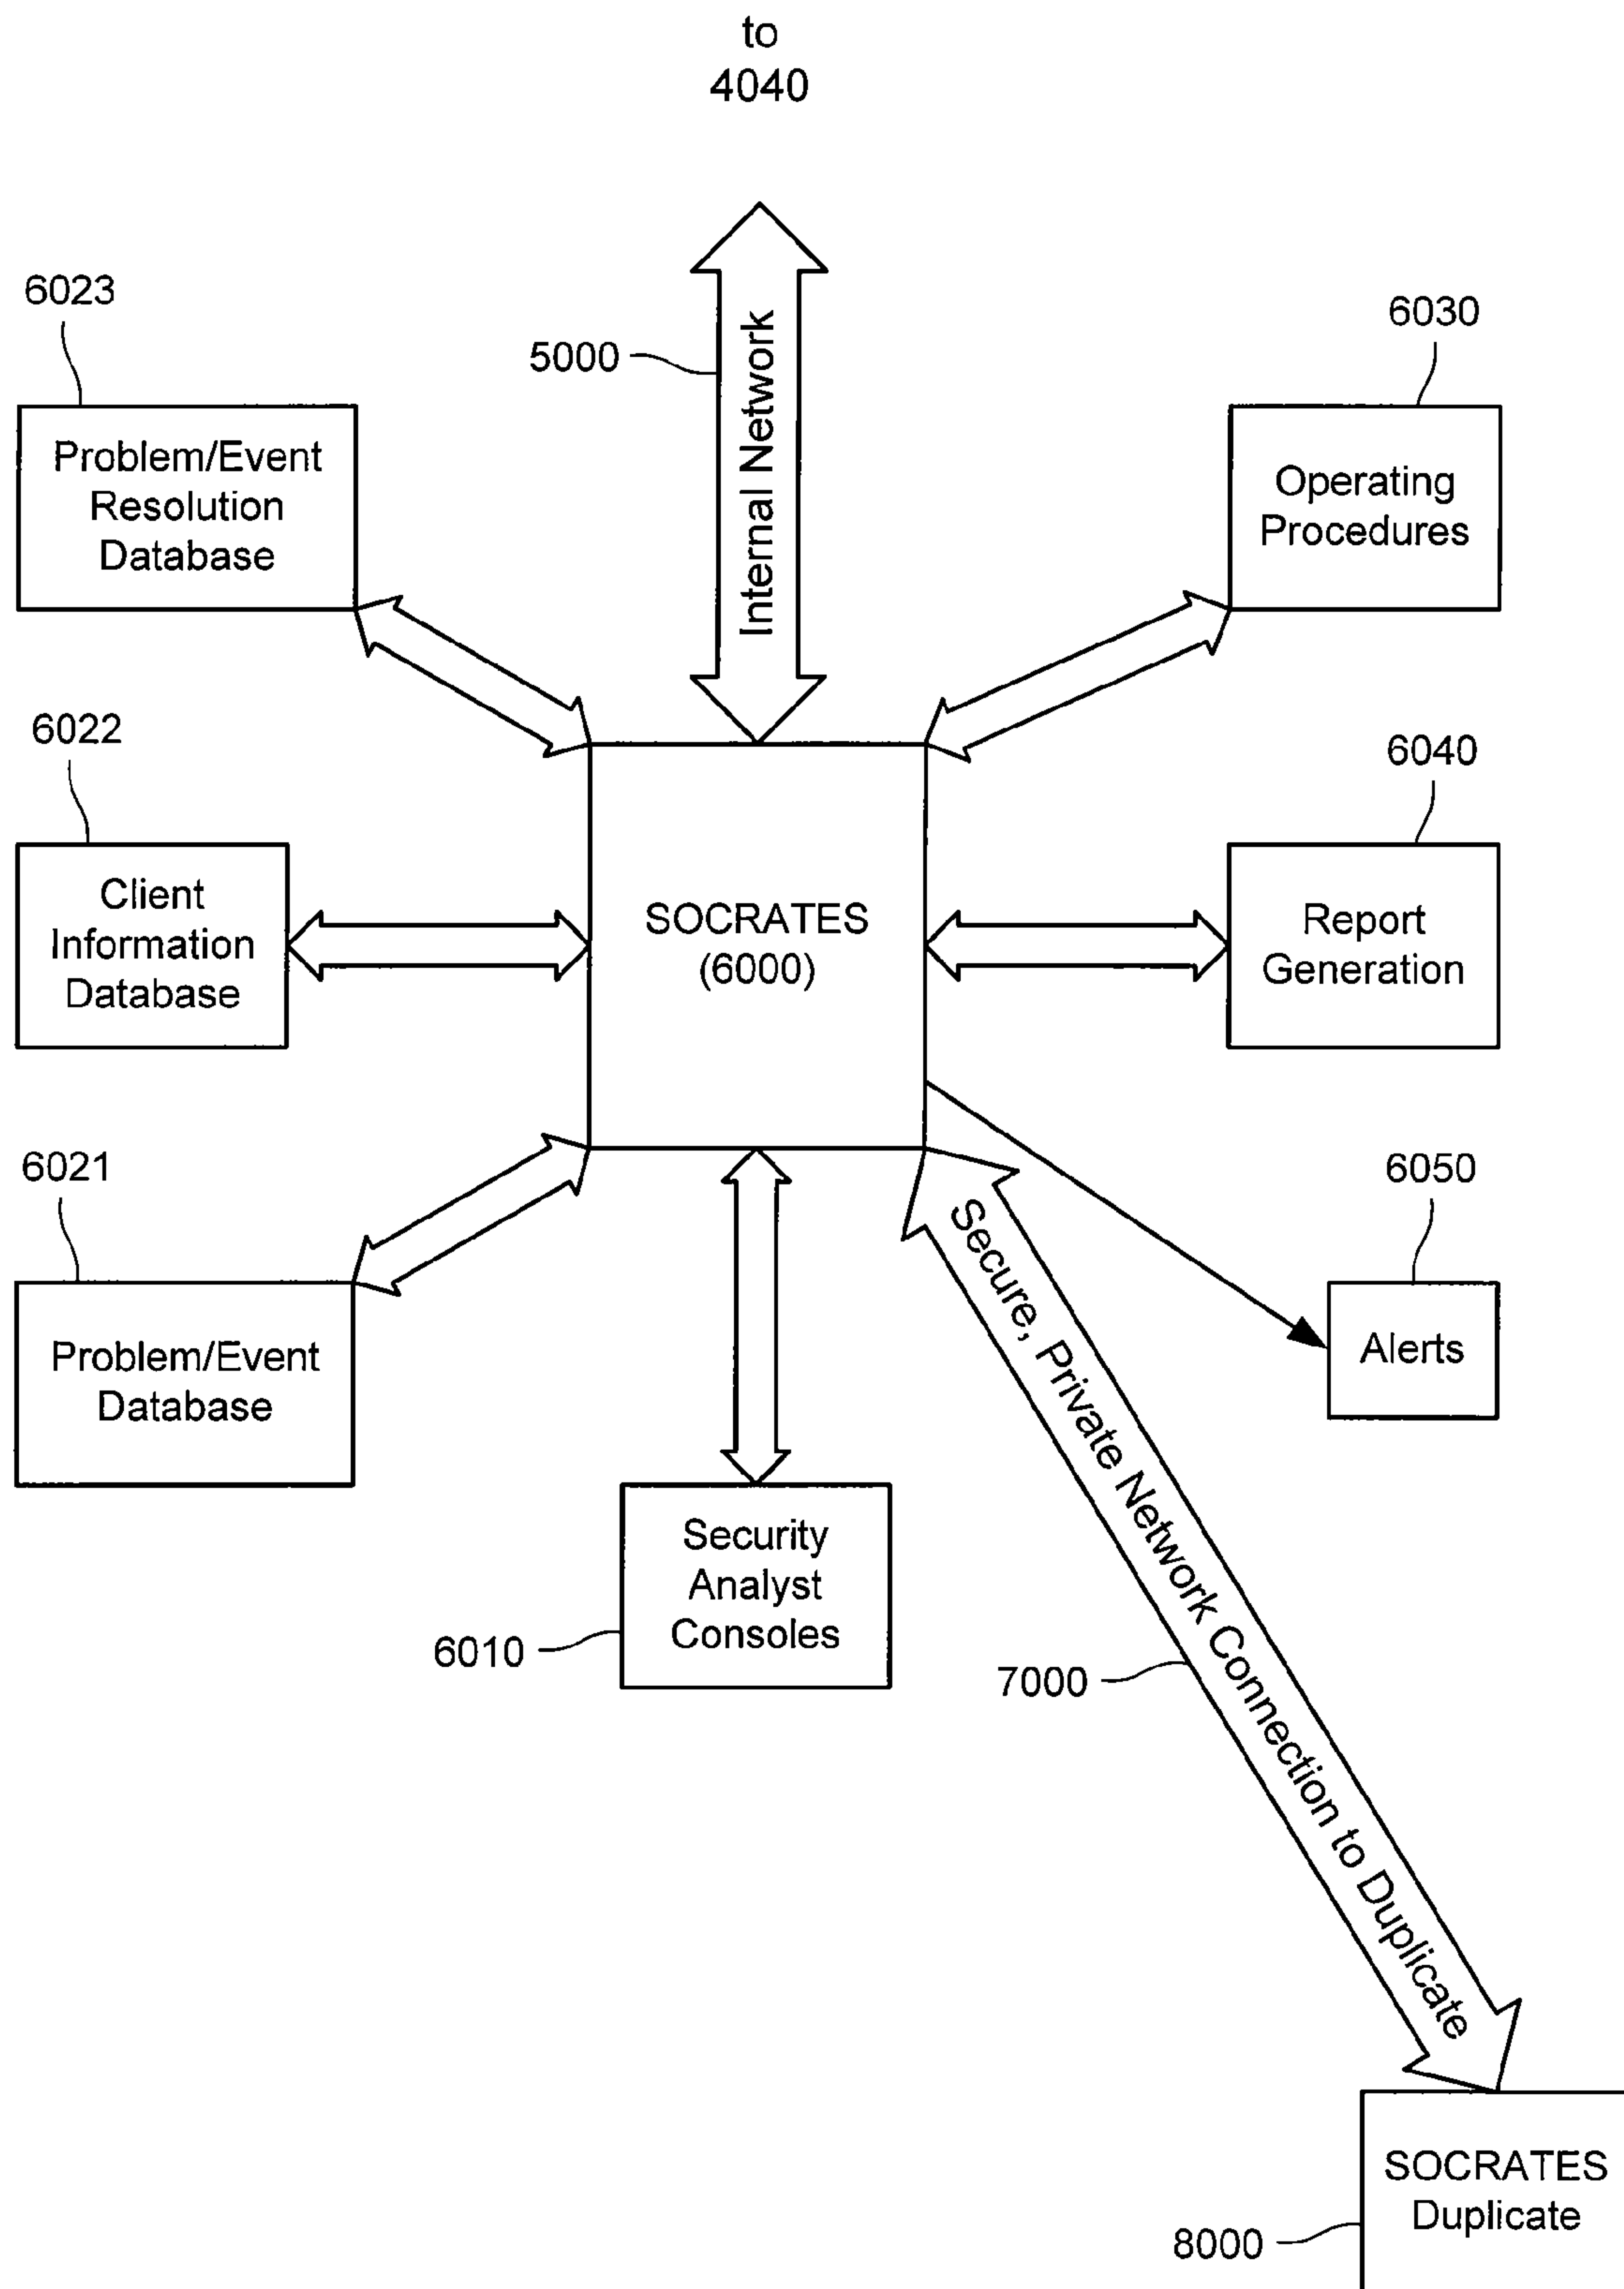 to
4040
6023
6030
5000
Internal Network
Problem/Event
Resolution
Database
Operating
Procedures
6022
6040
Client
Information
Database
SOCRATES
(6000)
Report
Generation
6021
6050
Secure, Private Network Connection to Duplicate
Problem/Event
Database
Alerts
Security
Analyst
Consoles
6010
7000
SOCRATES
Duplicate
8000